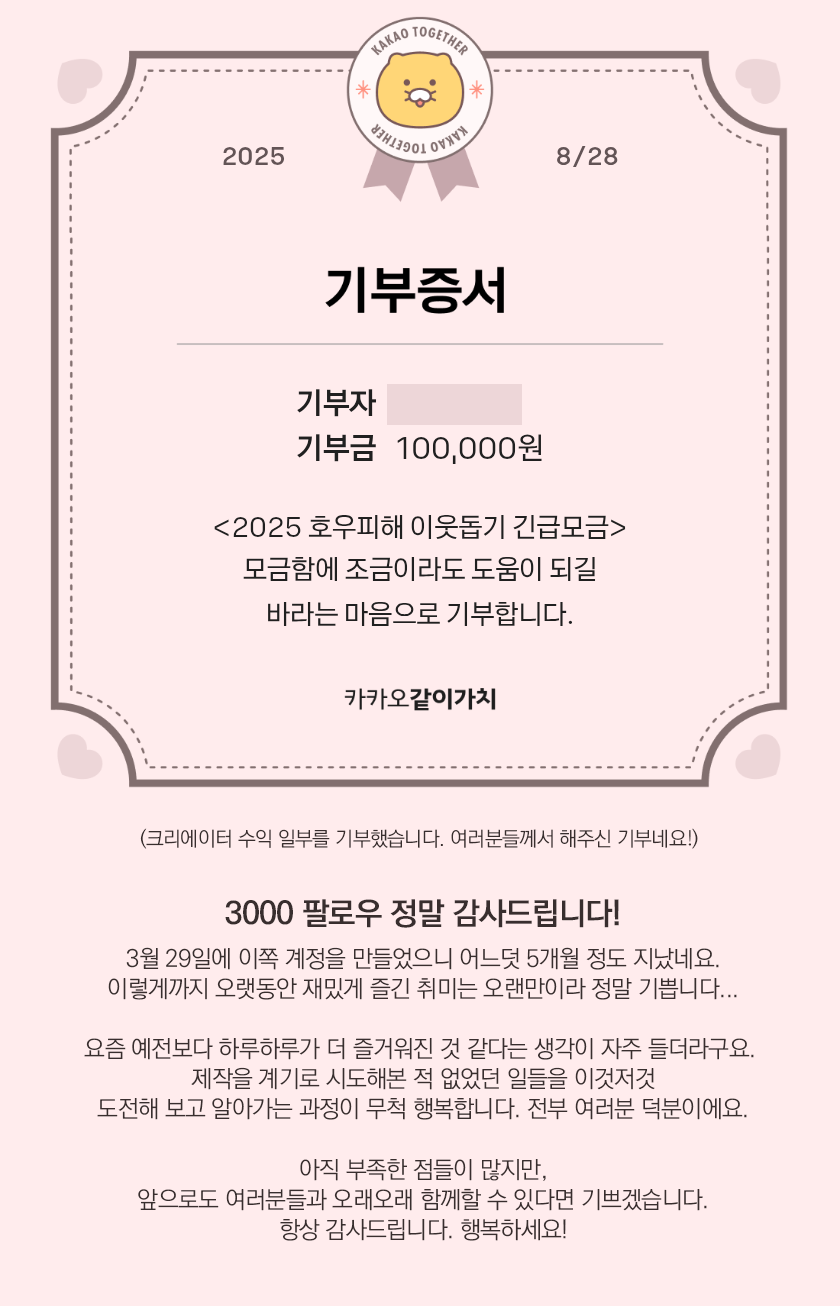 KAKAO TOGETHER
KAKAO TOGETHER
2025
8/28
기부증서
기부자
기부금 100,000원
<2025 호우피해 이웃돕기 긴급모금>
모금함에 조금이라도 도움이 되길
바라는 마음으로 기부합니다.
카카오같이가치
(크리에이터 수익 일부를 기부했습니다. 여러분들께서 해주신 기부네요!)
3000 팔로우 정말 감사드립니다!
3월 29일에 이쪽 계정을 만들었으니 어느덧 5개월 정도 지났네요.
이렇게까지 오랫동안 재밌게 즐긴 취미는 오랜만이라 정말 기쁩니다...
요즘 예전보다 하루하루가 더 즐거워진 것 같다는 생각이 자주 들더라구요.
제작을 계기로 시도해본 적 없었던 일들을 이것저것
도전해 보고 알아가는 과정이 무척 행복합니다. 전부 여러분 덕분이에요.
아직 부족한 점들이 많지만,
앞으로도 여러분들과 오래오래 함께할 수 있다면 기쁘겠습니다.
항상 감사드립니다. 행복하세요!